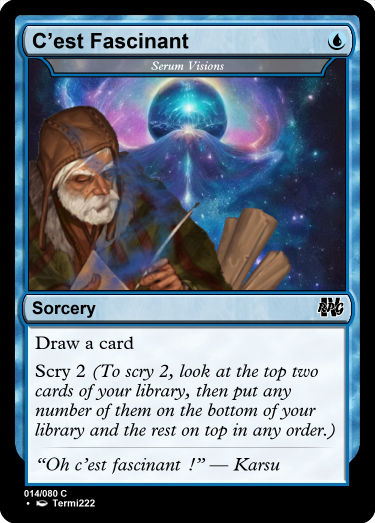 C'est Fascinant
Serum Visions
Sorcery
RPG
Draw a card
Scry 2 (To scry 2, look at the top two
cards of your library, then put any
number of them on the bottom of your
library and the rest on top in any order.)
“Oh c'est fascinant !” — Karsu
014/080 C
• Termi222